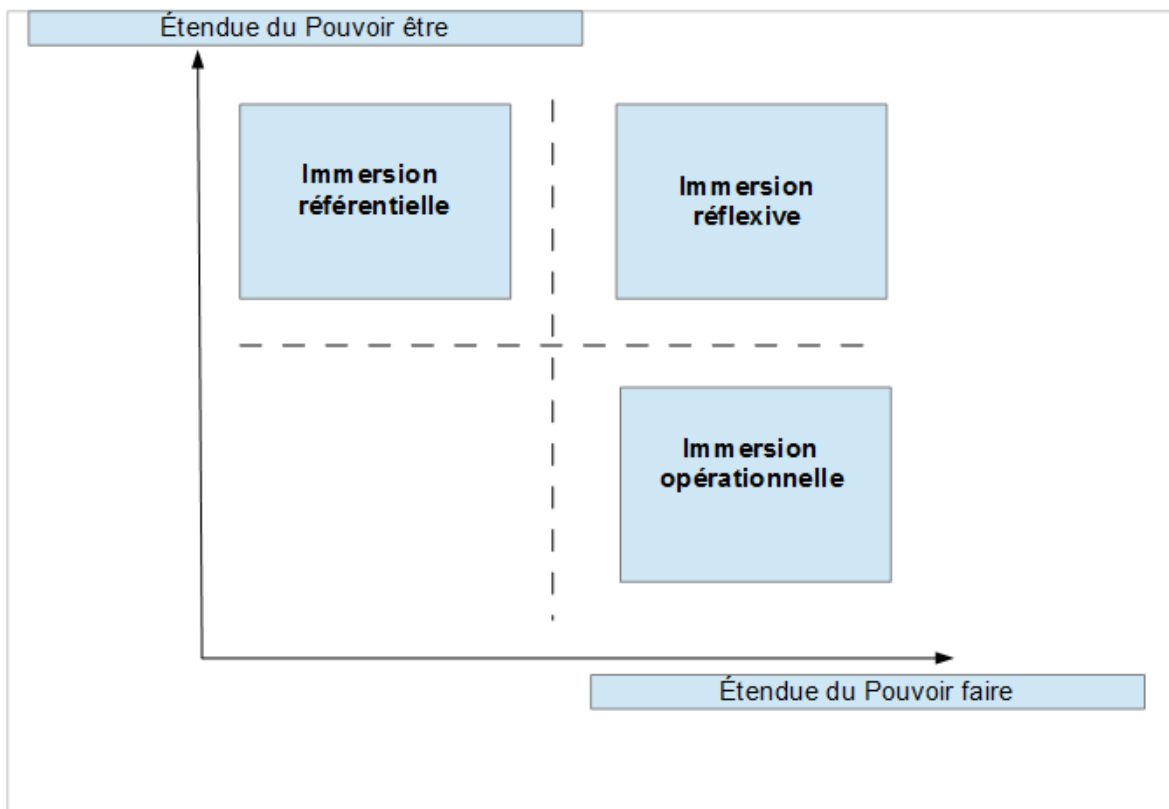 Étendue du Pouvoir être
Immersion
référentielle
Immersion
réflexive
Immersion
opérationnelle
Étendue du Pouvoir faire